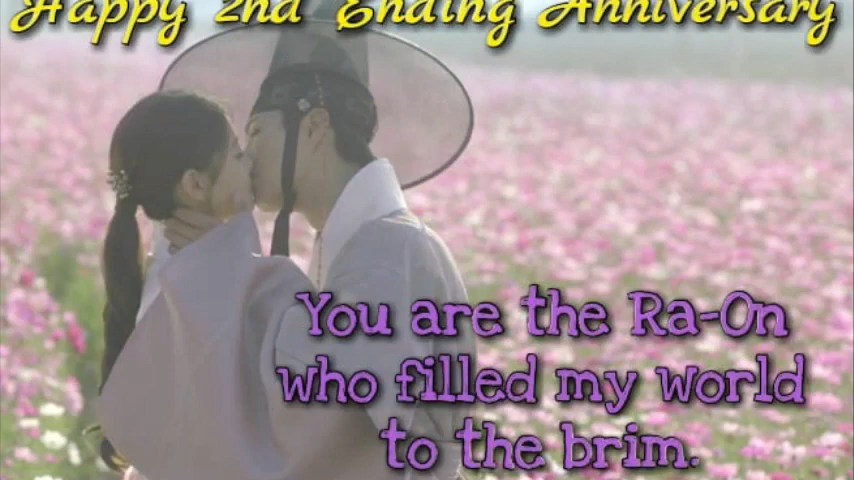 Happy 2nd Ending Anniversary
You are the Ra-On
who filled my world
to the brim.